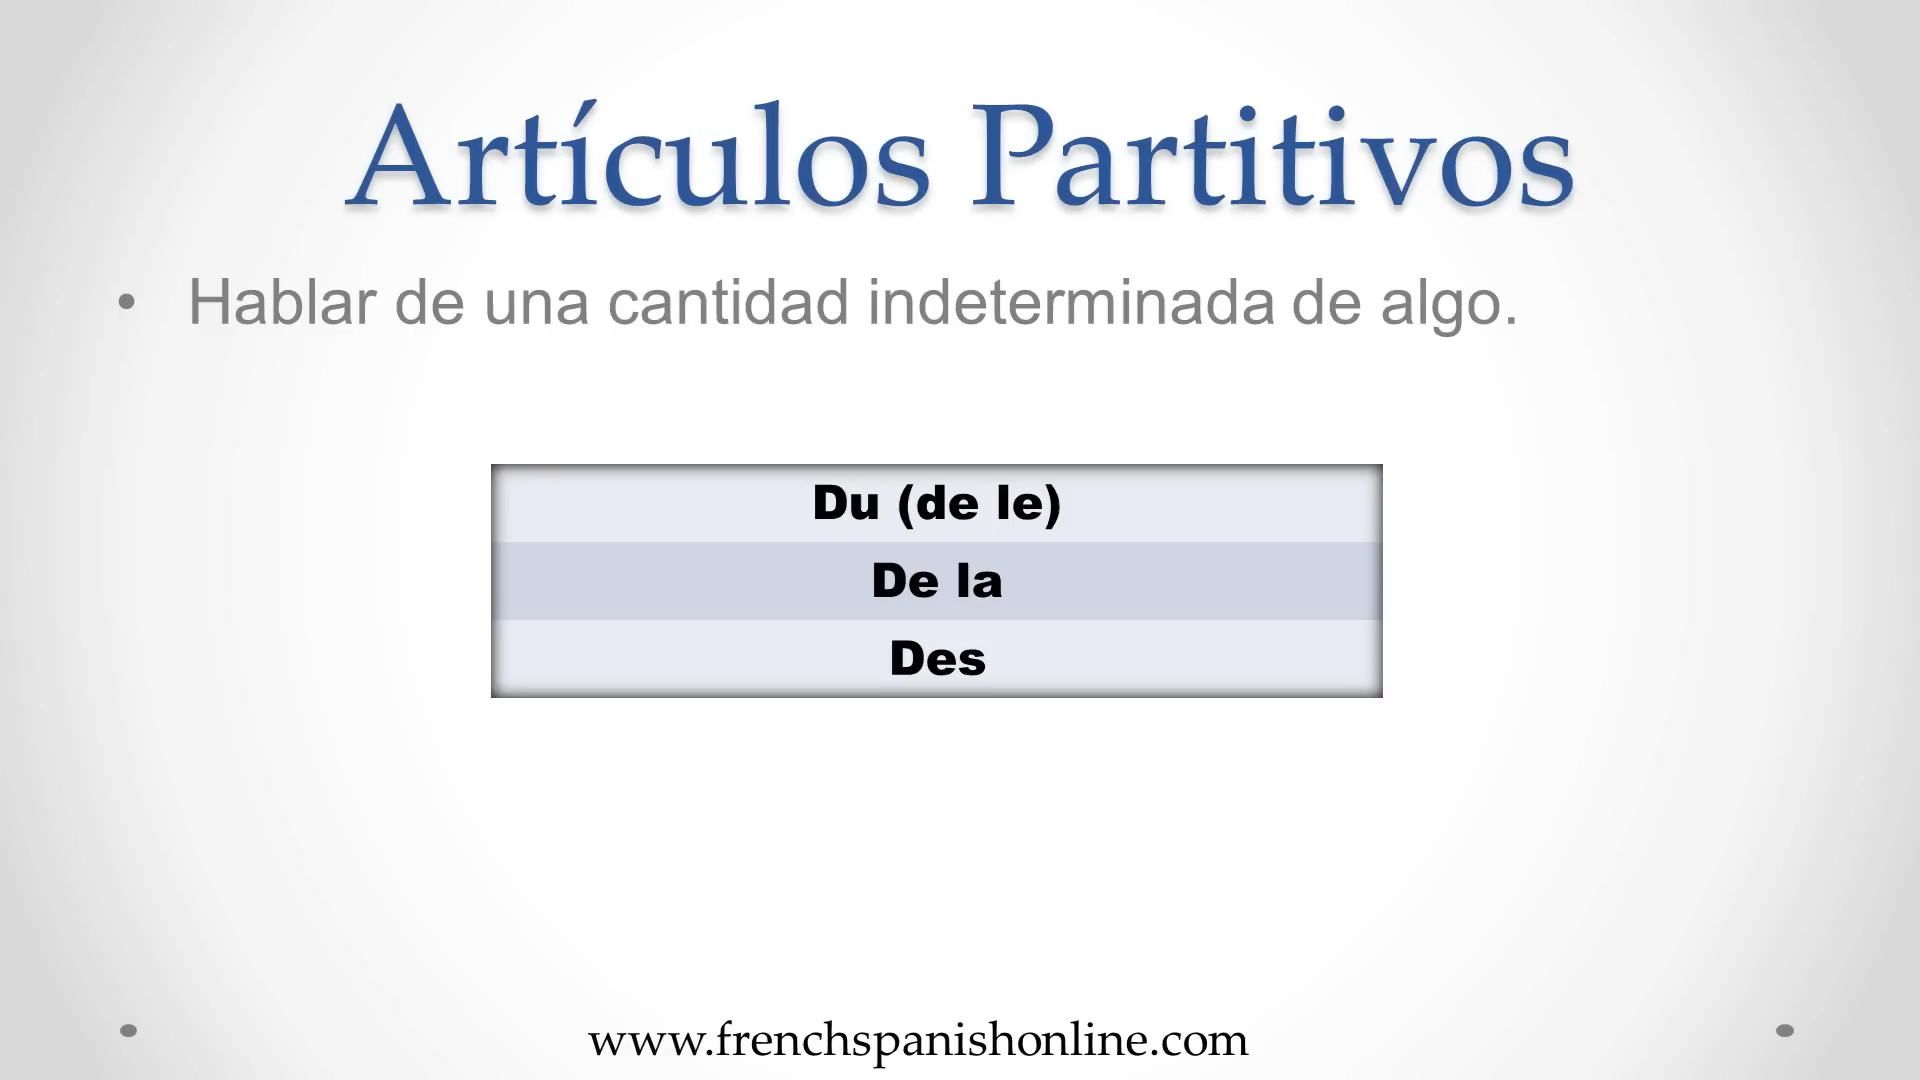 Artículos Partitivos
• Hablar de una cantidad indeterminada de algo.
Du (de le)
De la
Des
www.frenchspanishonline.com